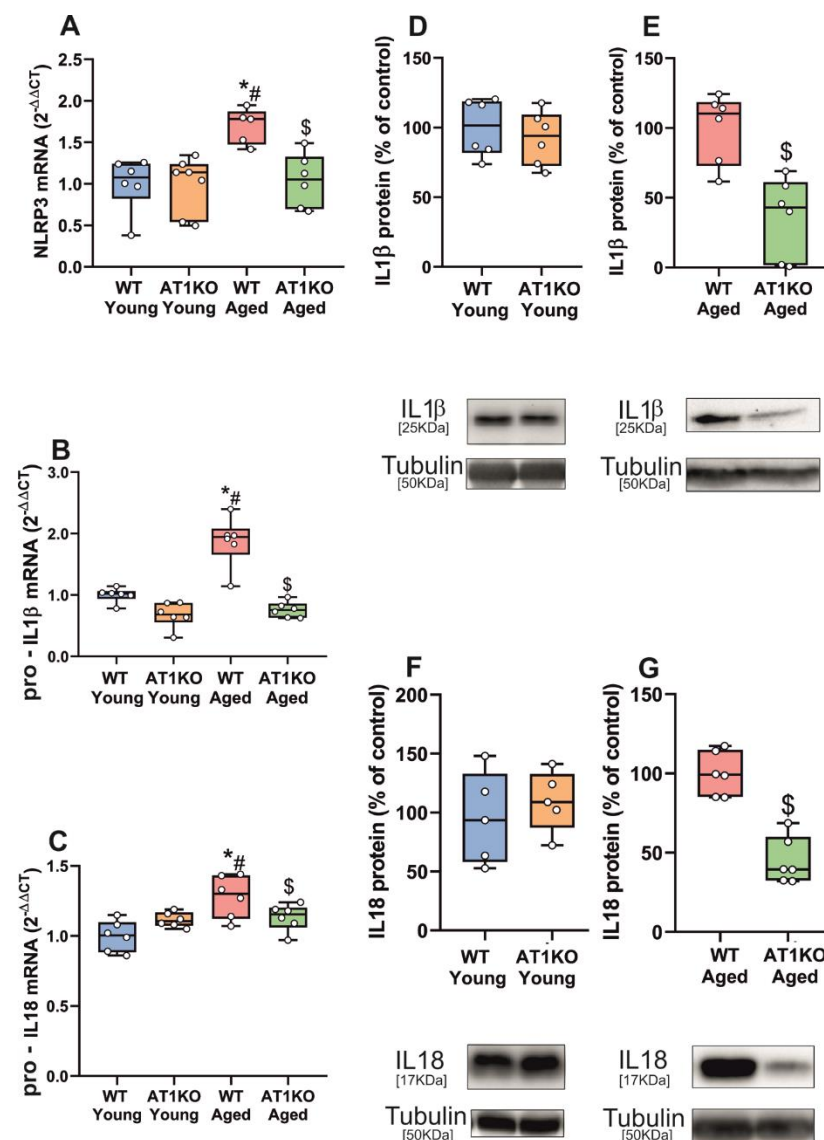 A
NLRP3 mRNA (2-ΔΔCT)
2.5
2.0
1.5
1.0
0.5
0.0
*#
$
WT Young
AT1KO Young
WT Aged
AT1KO Aged
B
pro - IL1β mRNA (2-ΔΔCT)
3.0
2.0
1.0
0.0
*#
$
WT Young
AT1KO Young
WT Aged
AT1KO Aged
C
pro - IL18 mRNA (2-ΔΔCT)
1.5
1.0
0.5
0.0
*#
$
WT Young
AT1KO Young
WT Aged
AT1KO Aged
D
IL1β protein (% of control)
150
100
50
0
WT Young
AT1KO Young
IL1β
[25KDa]
Tubulin
[50KDa]
E
IL1β protein (% of control)
150
100
50
0
$
WT Aged
AT1KO Aged
IL1β
[25KDa]
Tubulin
[50KDa]
F
IL18 protein (% of control)
200
150
100
50
0
WT Young
AT1KO Young
IL18
[17KDa]
Tubulin
[50KDa]
G
IL18 protein (% of control)
150
100
50
0
$
WT Aged
AT1KO Aged
IL18
[17KDa]
Tubulin
[50KDa]